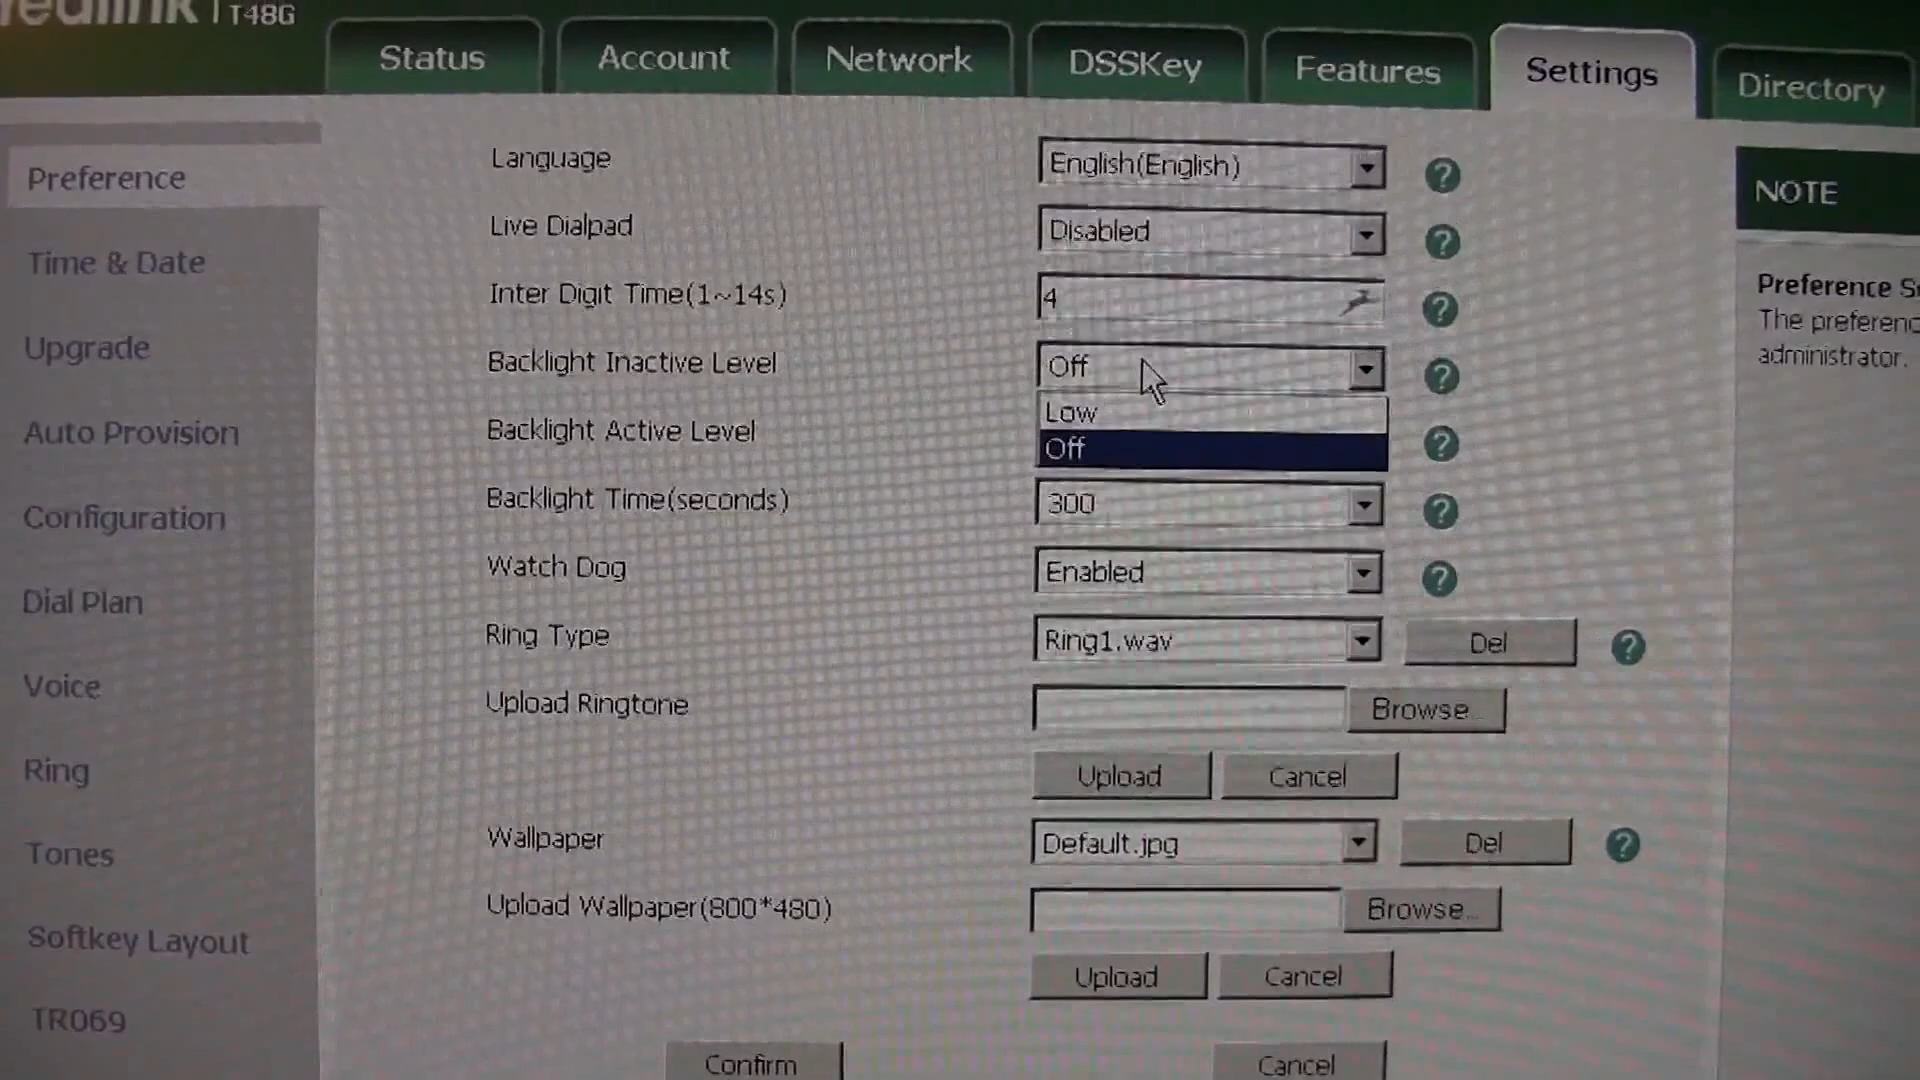 T48G
Status
Account
Network
DSSKey
Features
Settings
Directory
Preference
Time & Date
Upgrade
Auto Provision
Configuration
Dial Plan
Voice
Ring
Tones
Softkey Layout
TR069
Language
English(English)
Live Dialpad
Disabled
Inter Digit Time(1~14s)
4
Backlight Inactive Level
Off
Low
Off
Backlight Active Level
Backlight Time(seconds)
300
Watch Dog
Enabled
Ring Type
Ring1.wav
Del
Upload Ringtone
Browse...
Upload
Cancel
Wallpaper
Default.jpg
Del
Upload Wallpaper(800*480)
Browse...
Upload
Cancel
Confirm
Cancel
NOTE
Preference
The
administrator.